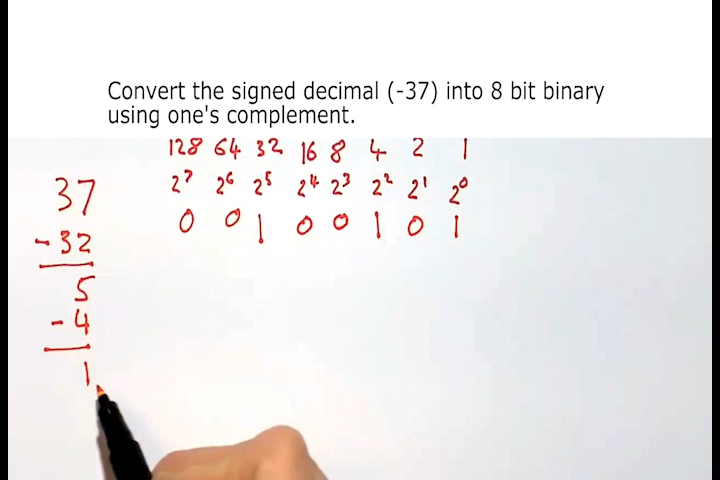 Convert the signed decimal (-37) into 8 bit binary
using one's complement.
128 64 32 16 8 4 2 1
2⁷ 2⁶ 2⁵ 2⁴ 2³ 2² 2¹ 2⁰
0 0 1 0 0 1 0 1
37
-32
5
-4
1